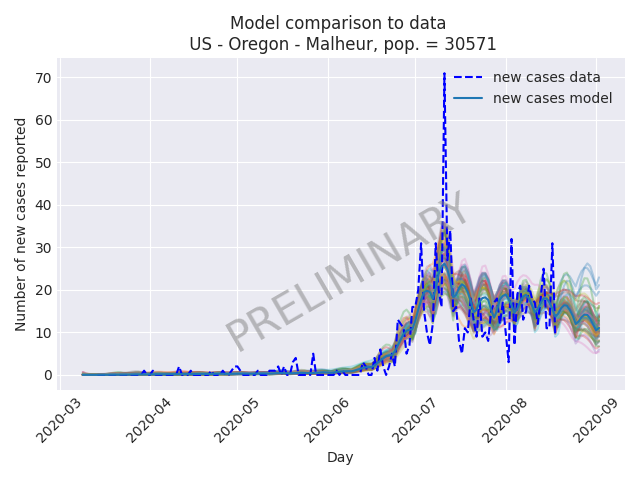 Model comparison to data
US - Oregon - Malheur, pop. = 30571
new cases data
new cases model
Number of new cases reported
70
60
50
40
30
20
10
0
PRELIMINARY
2020-03
2020-04
2020-05
2020-06
2020-07
2020-08
2020-09
Day